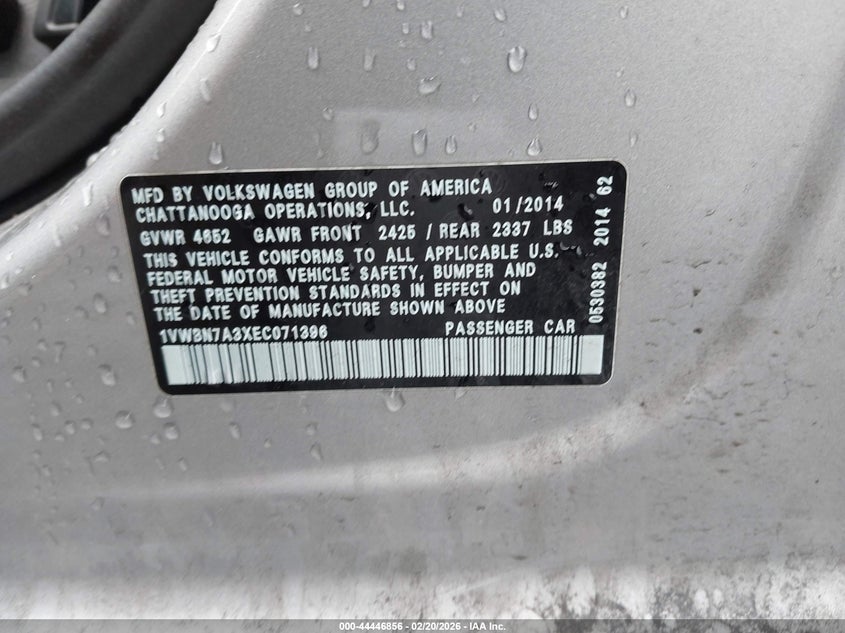 MFD BY VOLKSWAGEN GROUP OF AMERICA
CHATTANOOGA OPERATIONS, LLC. 01/2014
GVWR 4652 GAWR FRONT 2425 / REAR 2337 LBS
THIS VEHICLE CONFORMS TO ALL APPLICABLE U.S.
FEDERAL MOTOR VEHICLE SAFETY, BUMPER AND
THEFT PREVENTION STANDARDS IN EFFECT ON
THE DATE OF MANUFACTURE SHOWN ABOVE
1VWBN7A3XEC071396 PASSENGER CAR
0530382 2014 62
000-44446856 - 02/20/2026 - IAA Inc.